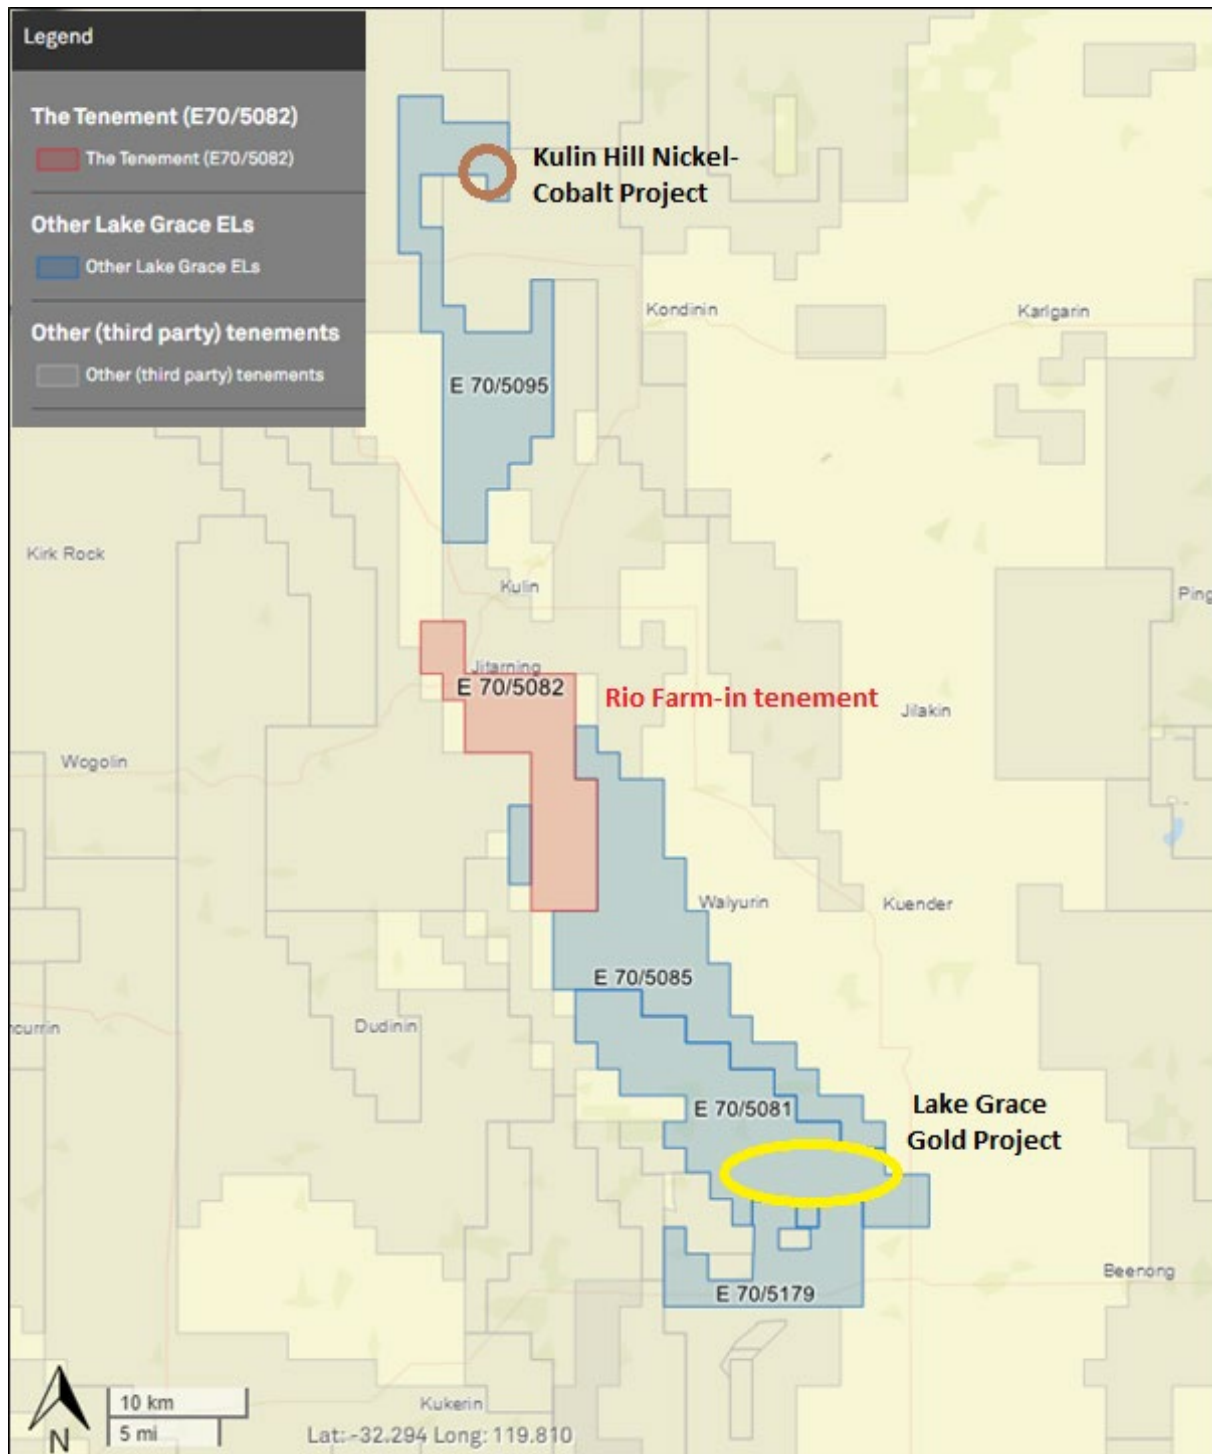 Legend
The Tenement (E70/5082)
The Tenement (E70/5082)
Other Lake Grace ELs
Other Lake Grace ELs
Other (third party) tenements
Other (third party) tenements
Kulin Hill Nickel-
Cobalt Project
Kondinin
Karlgarin
E 70/5095
Kirk Rock
Kulin
Ping
Jitarning
E 70/5082
Rio Farm-in tenement
Jilakin
Wogolin
Walyurin
Kuender
E 70/5085
Dudinin
ncurrin
E 70/5081
Lake Grace
Gold Project
Beenong
E 70/5179
10 km
5 mi
N
Kukerin
Lat: -32.294 Long: 119.810